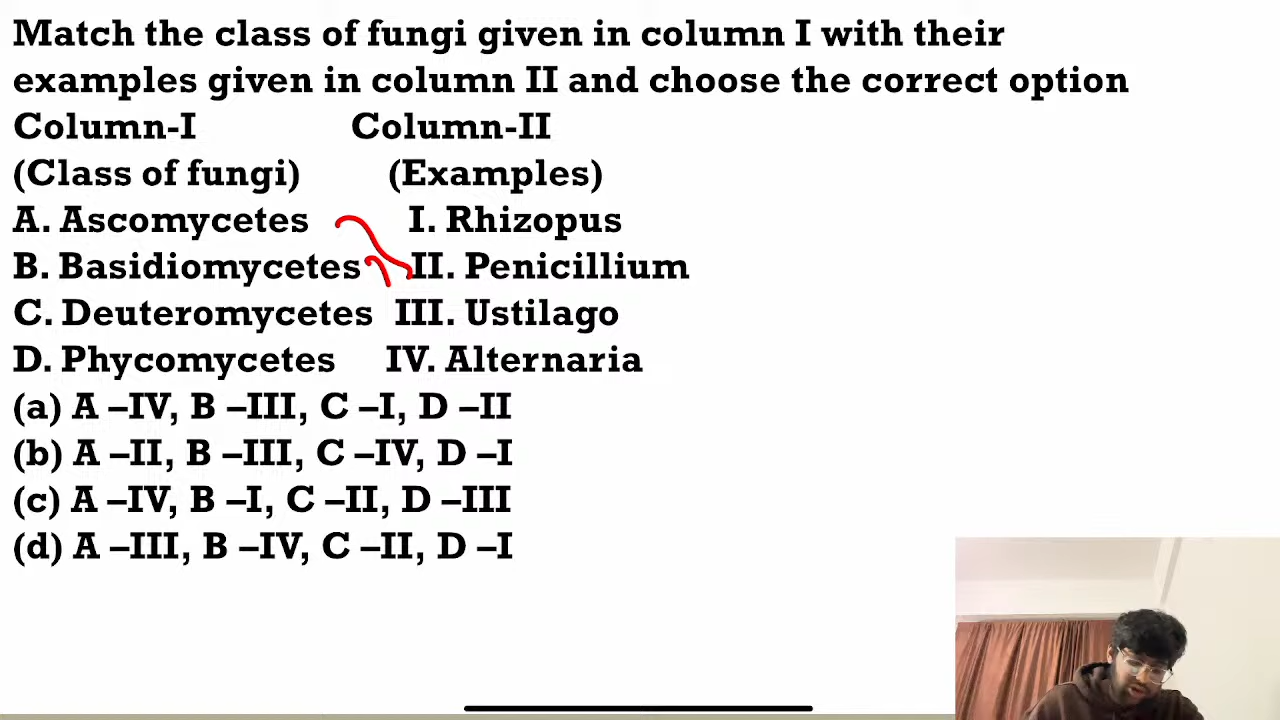 Match the class of fungi given in column I with their
examples given in column II and choose the correct option
Column-I Column-II
(Class of fungi) (Examples)
A. Ascomycetes I. Rhizopus
B. Basidiomycetes II. Penicillium
C. Deuteromycetes III. Ustilago
D. Phycomycetes IV. Alternaria
(a) A –IV, B –III, C –I, D –II
(b) A –II, B –III, C –IV, D –I
(c) A –IV, B –I, C –II, D –III
(d) A –III, B –IV, C –II, D –I